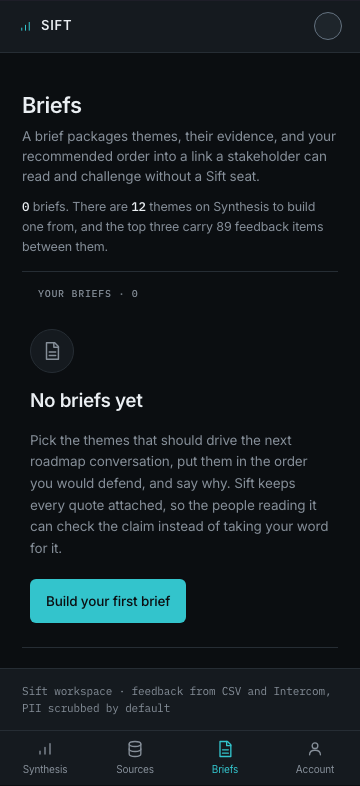 SIFT
Briefs
A brief packages themes, their evidence, and your
recommended order into a link a stakeholder can
read and challenge without a Sift seat.
0 briefs. There are 12 themes on Synthesis to build
one from, and the top three carry 89 feedback items
between them.
YOUR BRIEFS · 0
No briefs yet
Pick the themes that should drive the next
roadmap conversation, put them in the order
you would defend, and say why. Sift keeps
every quote attached, so the people reading it
can check the claim instead of taking your word
for it.
Build your first brief
Sift workspace · feedback from CSV and Intercom,
PII scrubbed by default
Synthesis Sources Briefs Account